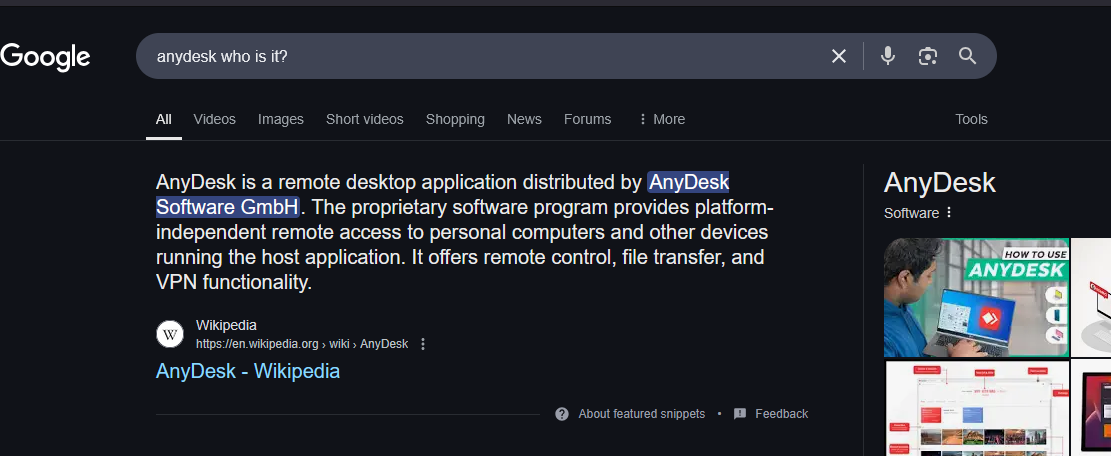 Google
anydesk who is it?
All Videos Images Short videos Shopping News Forums More Tools
AnyDesk is a remote desktop application distributed by AnyDesk
Software GmbH. The proprietary software program provides platform-
independent remote access to personal computers and other devices
running the host application. It offers remote control, file transfer, and
VPN functionality.
W
Wikipedia
https://en.wikipedia.org › wiki › AnyDesk
AnyDesk - Wikipedia
About featured snippets • Feedback
AnyDesk
Software
HOW TO USE
ANYDESK